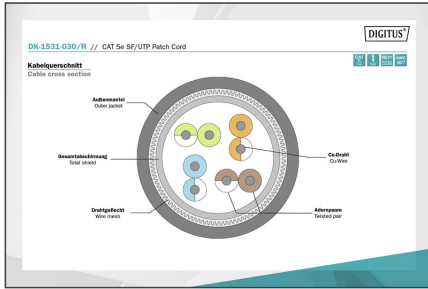 DIGITUS®
DK-1531-030/R // CAT 5e SF/UTP Patch Cord
Kabelquerschnitt
Cable cross section
Außenmantel
Outer jacket
Gesamtabschirmung
Total shield
Cu-Draht
Cu-Wire
Drahtgeflecht
Wire mesh
Adernpaare
Twisted pair